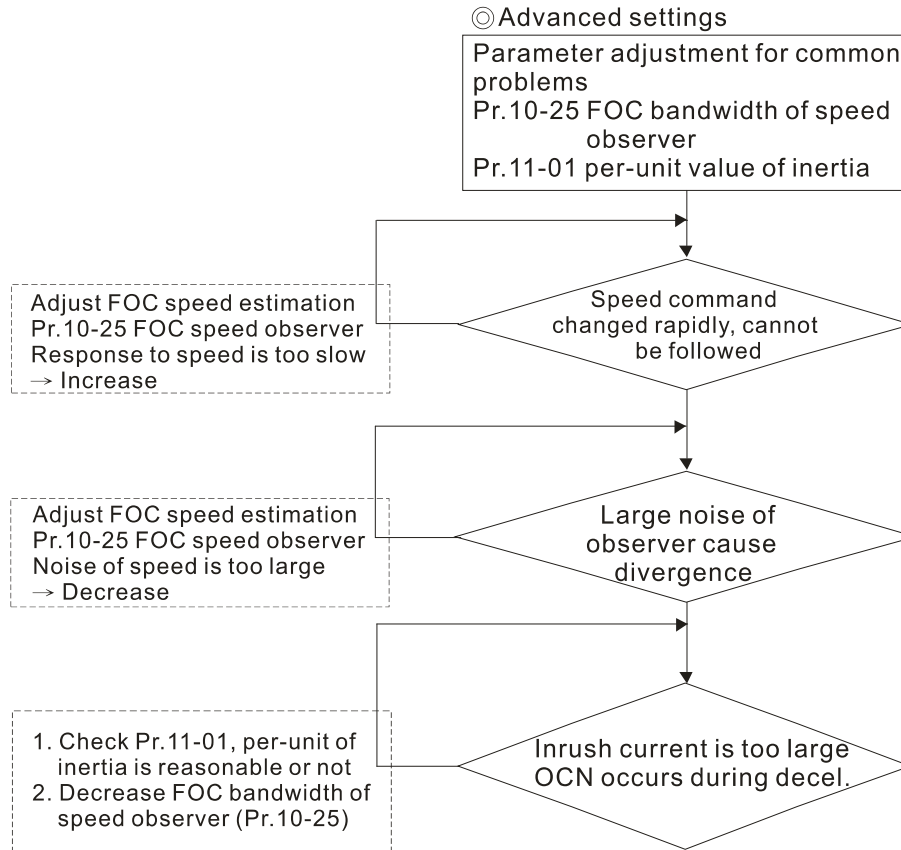 ◎Advanced settings
Parameter adjustment for common
problems
Pr.10-25 FOC bandwidth of speed
observer
Pr.11-01 per-unit value of inertia
Speed command
changed rapidly, cannot
be followed
Adjust FOC speed estimation
Pr.10-25 FOC speed observer
Response to speed is too slow
→ Increase
Large noise of
observer cause
divergence
Adjust FOC speed estimation
Pr.10-25 FOC speed observer
Noise of speed is too large
→ Decrease
Inrush current is too large
OCN occurs during decel.
1. Check Pr.11-01, per-unit of
inertia is reasonable or not
2. Decrease FOC bandwidth of
speed observer (Pr.10-25)